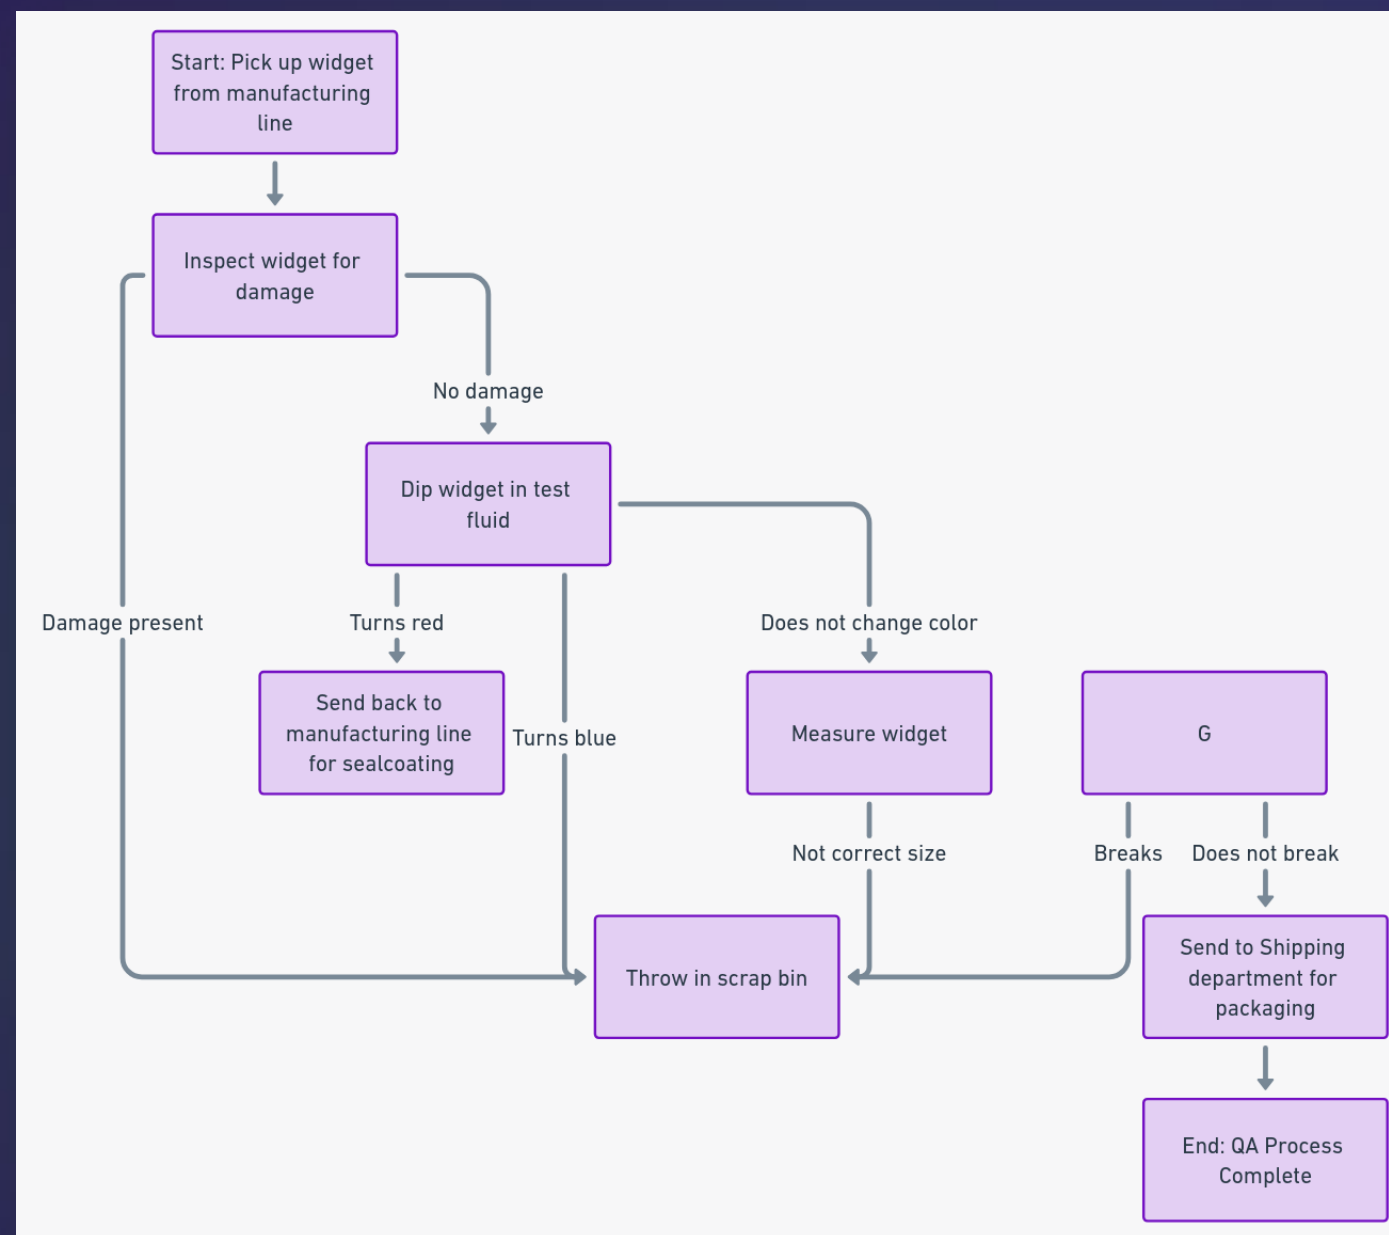 Start: Pick up widget
from manufacturing
line
Inspect widget for
damage
No damage
Dip widget in test
fluid
Damage present
Turns red
Does not change color
Send back to
manufacturing line
for sealcoating
Turns blue
Measure widget
G
Not correct size
Breaks
Does not break
Throw in scrap bin
Send to Shipping
department for
packaging
End: QA Process
Complete